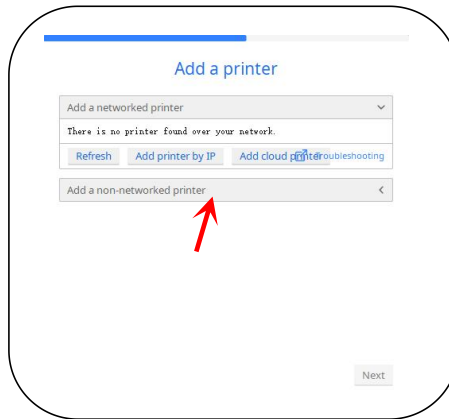 Add a printer
Add a networked printer
There is no printer found over your network.
Refresh Add printer by IP Add cloud printer Troubleshooting
Add a non-networked printer
Next